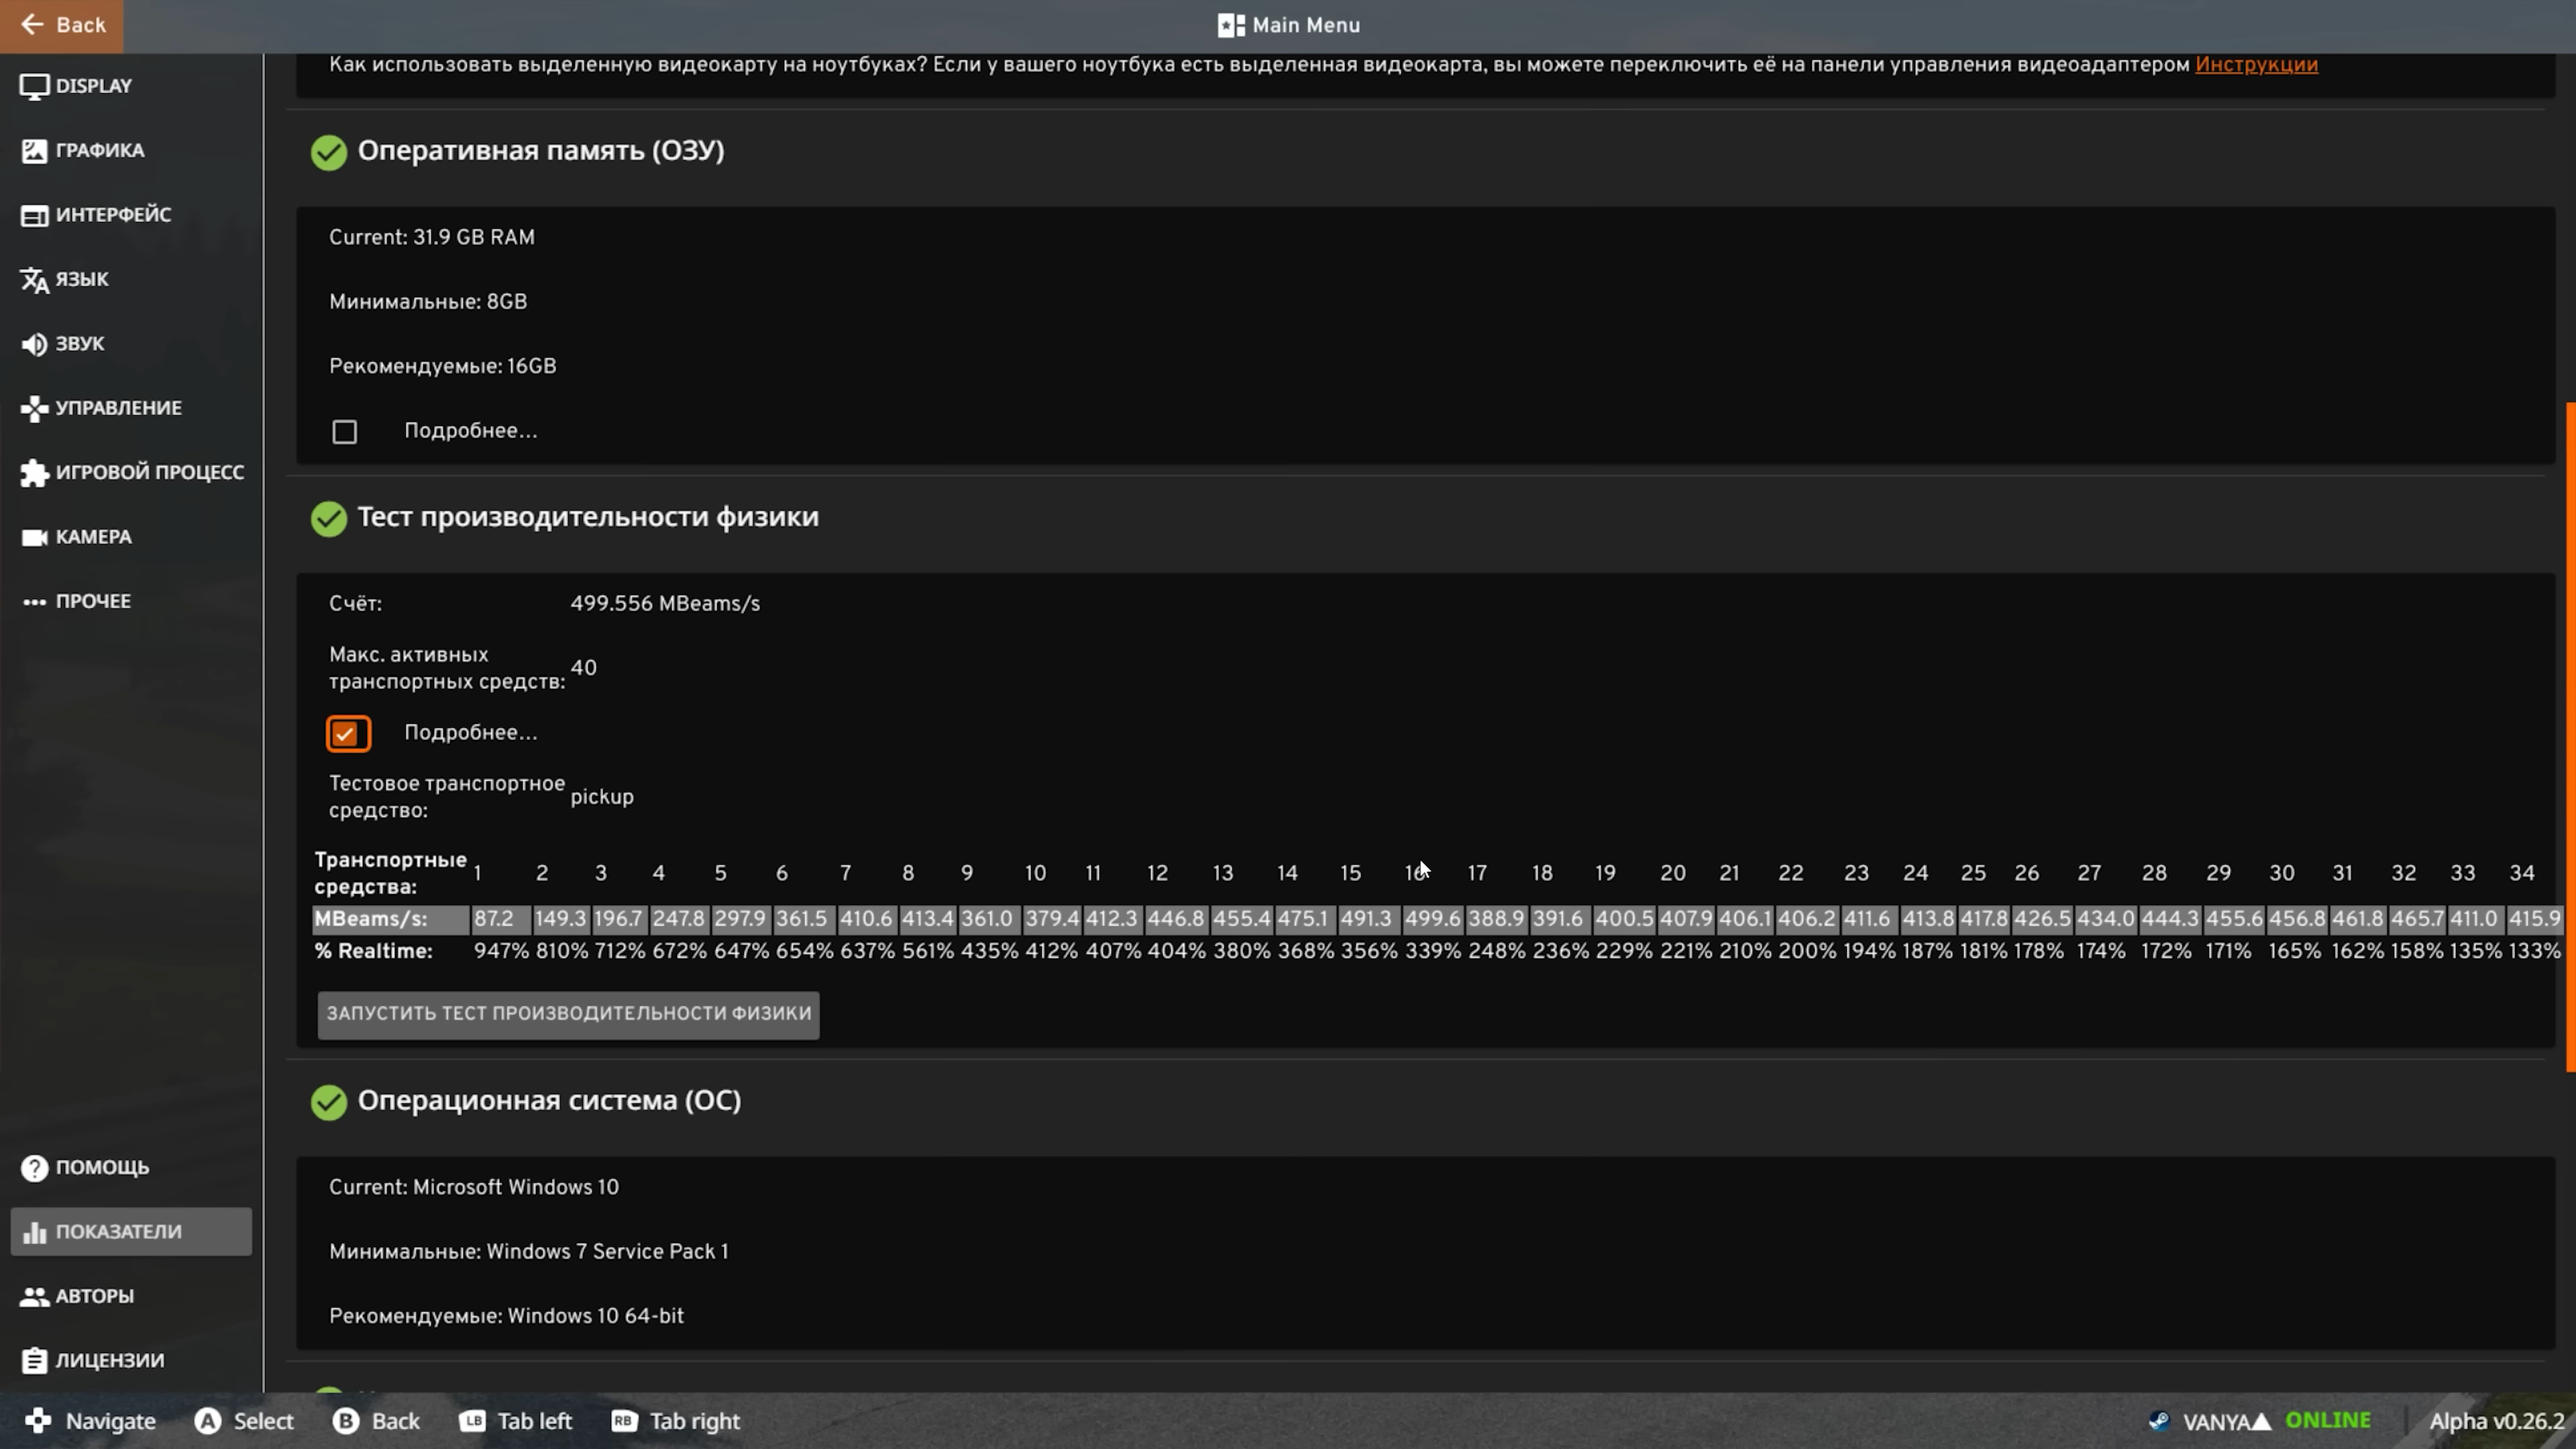 Back
Main Menu
DISPLAY
ГРАФИКА
ИНТЕРФЕЙС
ЯЗЫК
ЗВУК
УПРАВЛЕНИЕ
ИГРОВОЙ ПРОЦЕСС
КАМЕРА
ПРОЧЕЕ
ПОМОЩЬ
ПОКАЗАТЕЛИ
АВТОРЫ
ЛИЦЕНЗИИ
Как использовать выделенную видеокарту на ноутбуках? Если у вашего ноутбука есть выделенная видеокарта, вы можете переключить её на панели управления видеоадаптером Инструкции
Оперативная память (ОЗУ)
Current: 31.9 GB RAM
Минимальные: 8GB
Рекомендуемые: 16GB
Подробнее...
Тест производительности физики
Счёт: 499.556 MBeams/s
Макс. активных
транспортных средств: 40
Подробнее...
Тестовое транспортное
средство: pickup
Транспортные
средства: 1 2 3 4 5 6 7 8 9 10 11 12 13 14 15 16 17 18 19 20 21 22 23 24 25 26 27 28 29 30 31 32 33 34
MBeams/s: 87.2 149.3 196.7 247.8 297.9 361.5 410.6 413.4 361.0 379.4 412.3 446.8 455.4 475.1 491.3 499.6 388.9 391.6 400.5 407.9 406.1 406.2 411.6 413.8 417.8 426.5 434.0 444.3 455.6 456.8 461.8 465.7 411.0 415.9
% Realtime: 947% 810% 712% 672% 647% 654% 637% 561% 435% 412% 407% 404% 380% 368% 356% 339% 248% 236% 229% 221% 210% 200% 194% 187% 181% 178% 174% 172% 171% 165% 162% 158% 135% 133%
ЗАПУСТИТЬ ТЕСТ ПРОИЗВОДИТЕЛЬНОСТИ ФИЗИКИ
Операционная система (ОС)
Current: Microsoft Windows 10
Минимальные: Windows 7 Service Pack 1
Рекомендуемые: Windows 10 64-bit
Navigate A Select B Back LB Tab left RB Tab right
VANYA▲ ONLINE Alpha v0.26.2